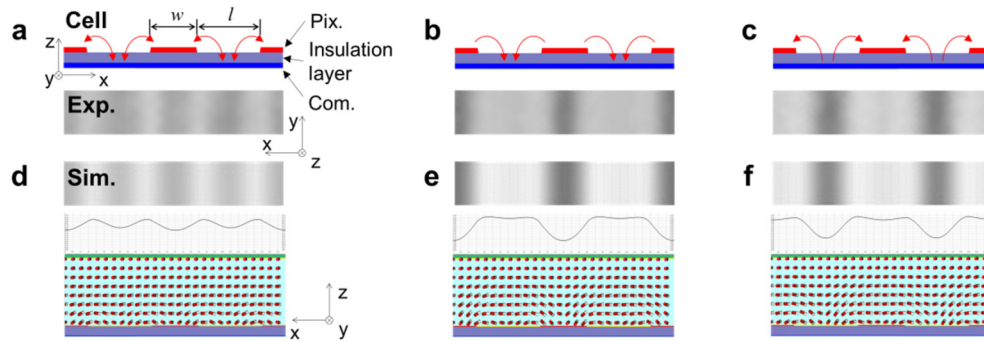 a
Cell
w
l
Pix.
Insulation
layer
Com.
z
y
x
b
c
Exp.
y
x
z
d
Sim.
e
f
z
x
y